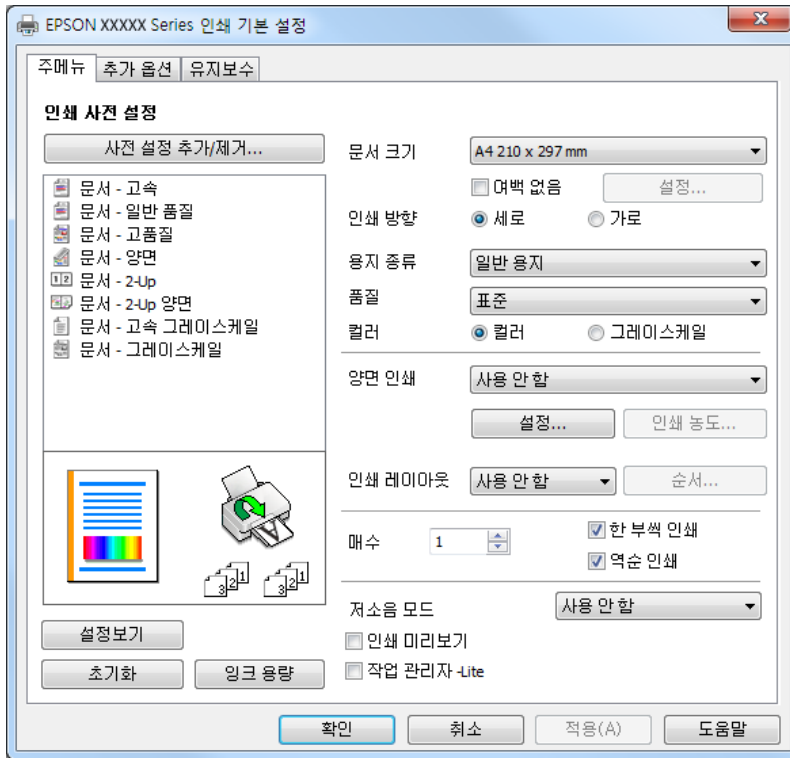 EPSON XXXXX Series 인쇄 기본 설정
주메뉴 추가 옵션 유지보수
인쇄 사전 설정
사전 설정 추가/제거...
문서 - 고속
문서 - 일반 품질
문서 - 고품질
문서 - 양면
1 2 문서 - 2-Up
문서 - 2-Up 양면
문서 - 고속 그레이스케일
문서 - 그레이스케일
3 2 1 3 2 1
설정보기
초기화 잉크 용량
문서 크기 A4 210 x 297 mm
여백 없음 설정...
인쇄 방향 세로 가로
용지 종류 일반 용지
품질 표준
컬러 컬러 그레이스케일
양면 인쇄 사용 안 함
설정... 인쇄 농도...
인쇄 레이아웃 사용 안 함 순서...
매수 1 한 부씩 인쇄
역순 인쇄
저소음 모드 사용 안 함
인쇄 미리보기
작업 관리자 -Lite
확인 취소 적용(A) 도움말